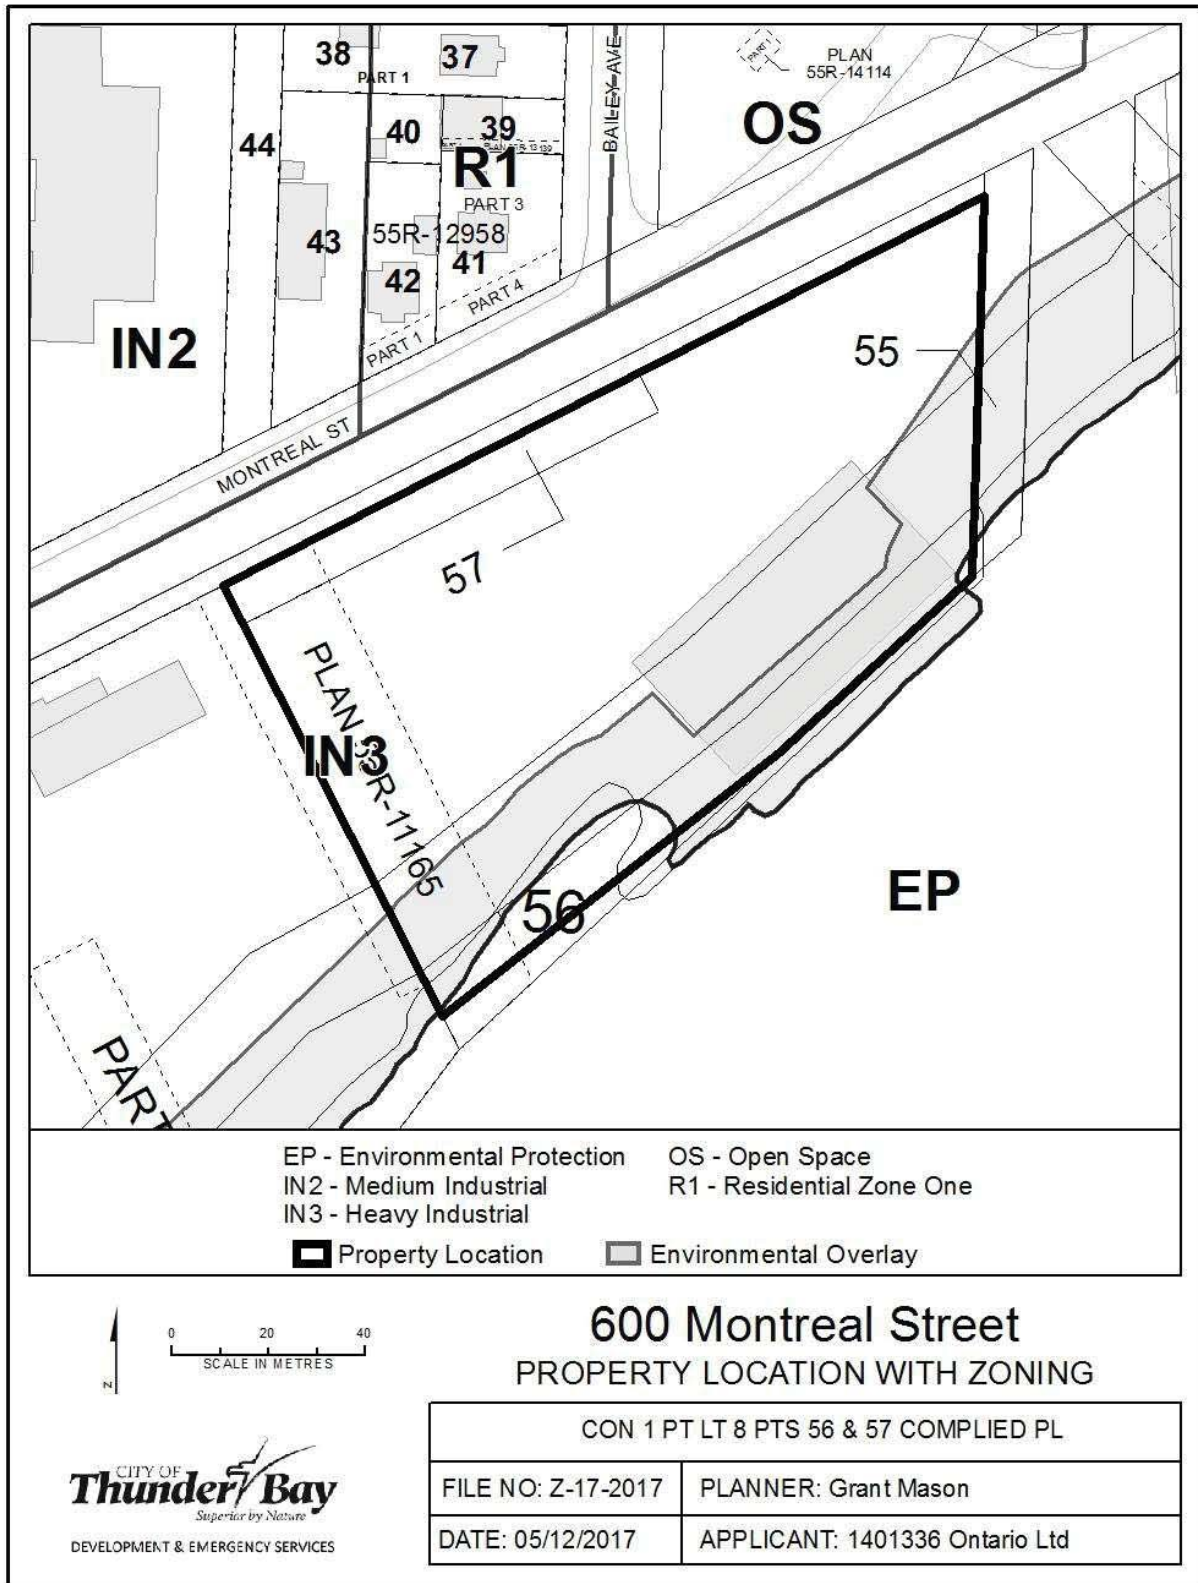 38
37
PART 1
BAILEY AVE
PART 1
PLAN
55R-14114
OS
44
40
39
R1
PART 3
43
55R-12958
41
42
PART 4
PART 1
IN2
55
MONTREAL ST
57
PLAN 55R-11165
IN3
56
EP
PART
EP - Environmental Protection
OS - Open Space
IN2 - Medium Industrial
R1 - Residential Zone One
IN3 - Heavy Industrial
Property Location
Environmental Overlay
N
0 20 40
SCALE IN METRES
600 Montreal Street
PROPERTY LOCATION WITH ZONING
CON 1 PT LT 8 PTS 56 & 57 COMPLIED PL
FILE NO: Z-17-2017
PLANNER: Grant Mason
DATE: 05/12/2017
APPLICANT: 1401336 Ontario Ltd
CITY OF
Thunder Bay
Superior by Nature
DEVELOPMENT & EMERGENCY SERVICES